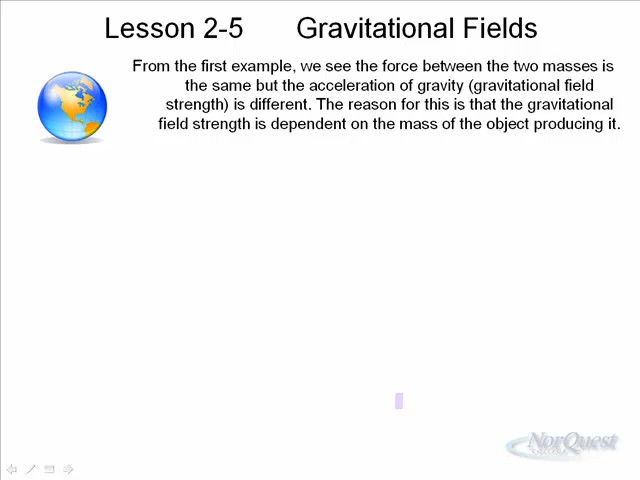 Lesson 2-5 Gravitational Fields
From the first example, we see the force between the two masses is
the same but the acceleration of gravity (gravitational field
strength) is different. The reason for this is that the gravitational
field strength is dependent on the mass of the object producing it.
NorQuest
COLLEGE